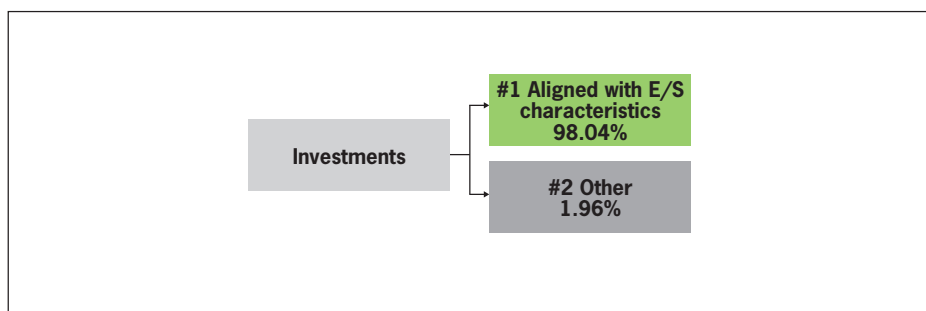 #1 Aligned with E/S
characteristics
98.04%
Investments
#2 Other
1.96%